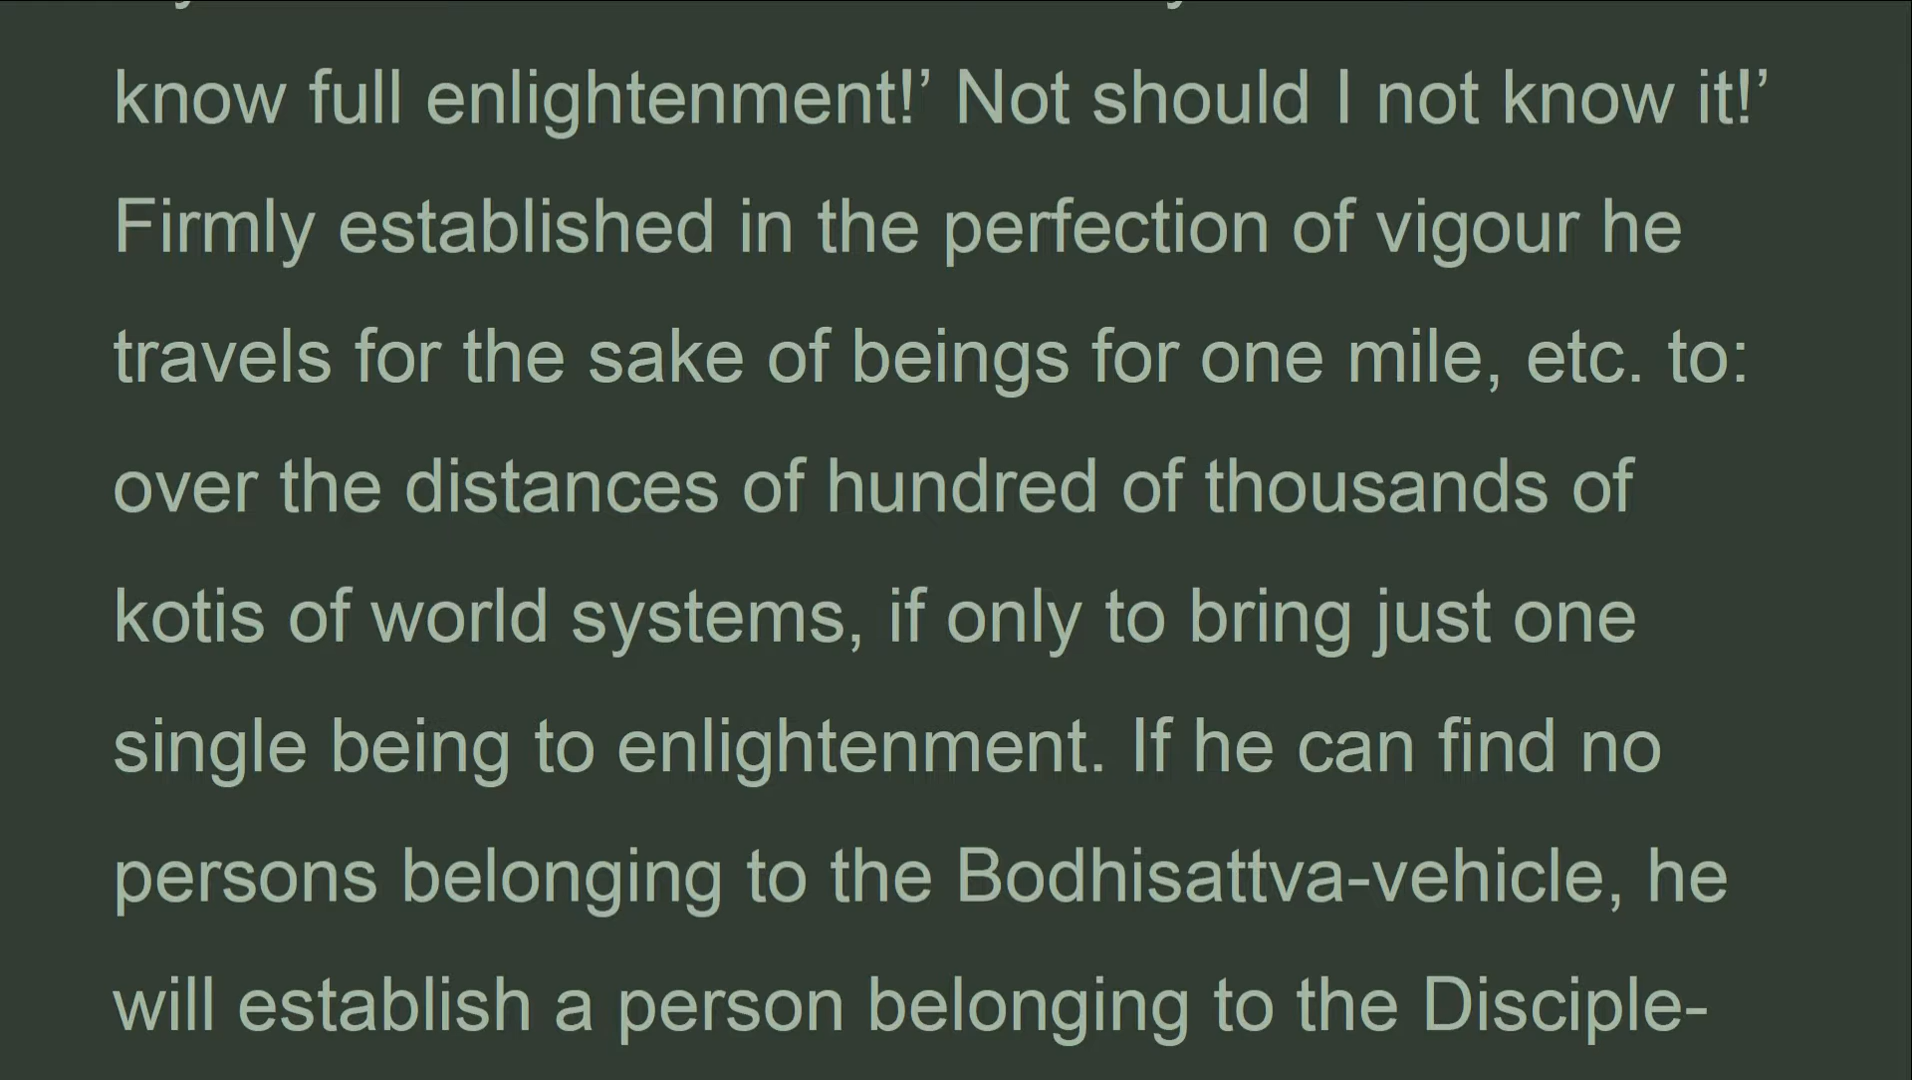 know full enlightenment!’ Not should I not know it!’
Firmly established in the perfection of vigour he
travels for the sake of beings for one mile, etc. to:
over the distances of hundred of thousands of
kotis of world systems, if only to bring just one
single being to enlightenment. If he can find no
persons belonging to the Bodhisattva-vehicle, he
will establish a person belonging to the Disciple-